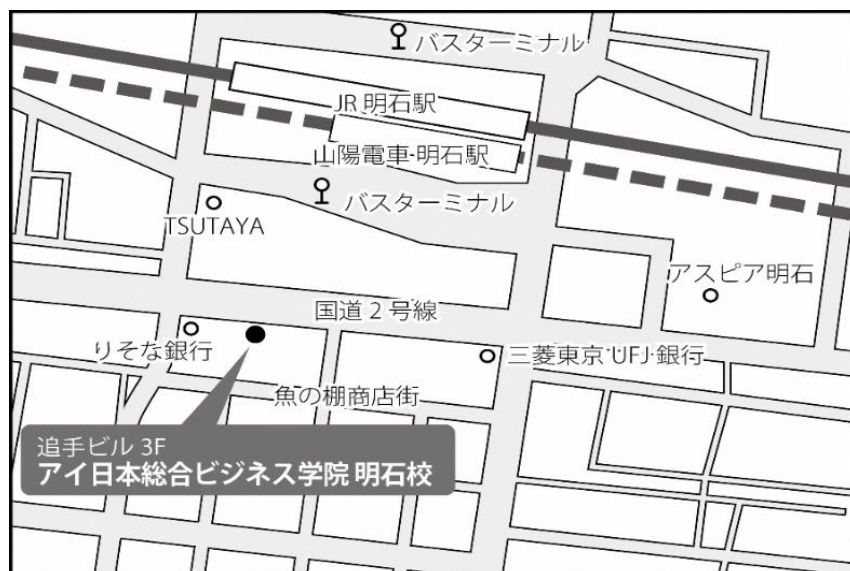 バスターミナル
JR 明石駅
山陽電車・明石駅
バスターミナル
TSUTAYA
アスピア明石
国道 2 号線
りそな銀行
三菱東京 UFJ 銀行
魚の棚商店街
追手ビル 3F
アイ日本総合ビジネス学院 明石校